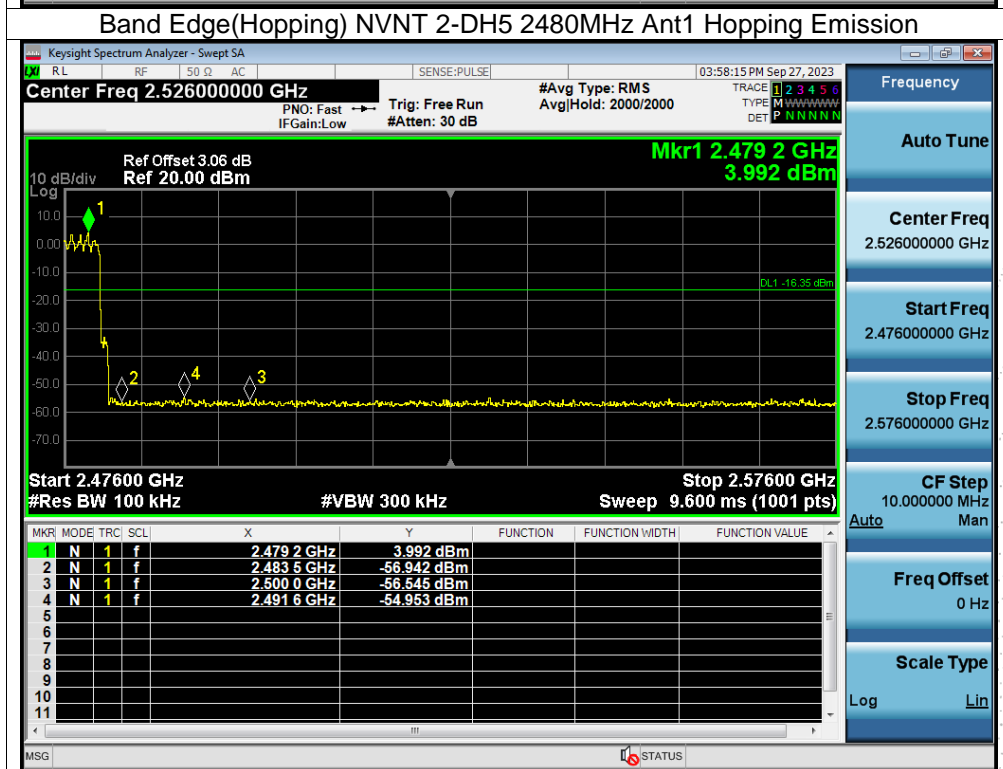 Band Edge(Hopping) NVNT 2-DH5 2480MHz Ant1 Hopping Emission
Keysight Spectrum Analyzer - Swept SA
LXI RL RF 50 Ω AC SENSE:PULSE 03:58:15 PM Sep 27, 2023
Center Freq 2.526000000 GHz #Avg Type: RMS TRACE 1 2 3 4 5 6
PNO: Fast Trig: Free Run Avg|Hold: 2000/2000 TYPE M W W W W W
IFGain:Low #Atten: 30 dB DET P N N N N N
Mkr1 2.479 2 GHz
3.992 dBm
Ref Offset 3.06 dB
10 dB/div Ref 20.00 dBm
Log
10.0
0.00
-10.0
-20.0
-30.0
-40.0
-50.0
-60.0
-70.0
1
DL1 -16.35 dBm
2
4
3
Start 2.47600 GHz Stop 2.57600 GHz
#Res BW 100 kHz #VBW 300 kHz Sweep 9.600 ms (1001 pts)
MKR MODE TRC SCL X Y FUNCTION FUNCTION WIDTH FUNCTION VALUE
1 N 1 f 2.479 2 GHz 3.992 dBm
2 N 1 f 2.483 5 GHz -56.942 dBm
3 N 1 f 2.500 0 GHz -56.545 dBm
4 N 1 f 2.491 6 GHz -54.953 dBm
5
6
7
8
9
10
11
MSG STATUS
Frequency
Auto Tune
Center Freq
2.526000000 GHz
Start Freq
2.476000000 GHz
Stop Freq
2.576000000 GHz
CF Step
10.000000 MHz
Auto Man
Freq Offset
0 Hz
Scale Type
Log Lin